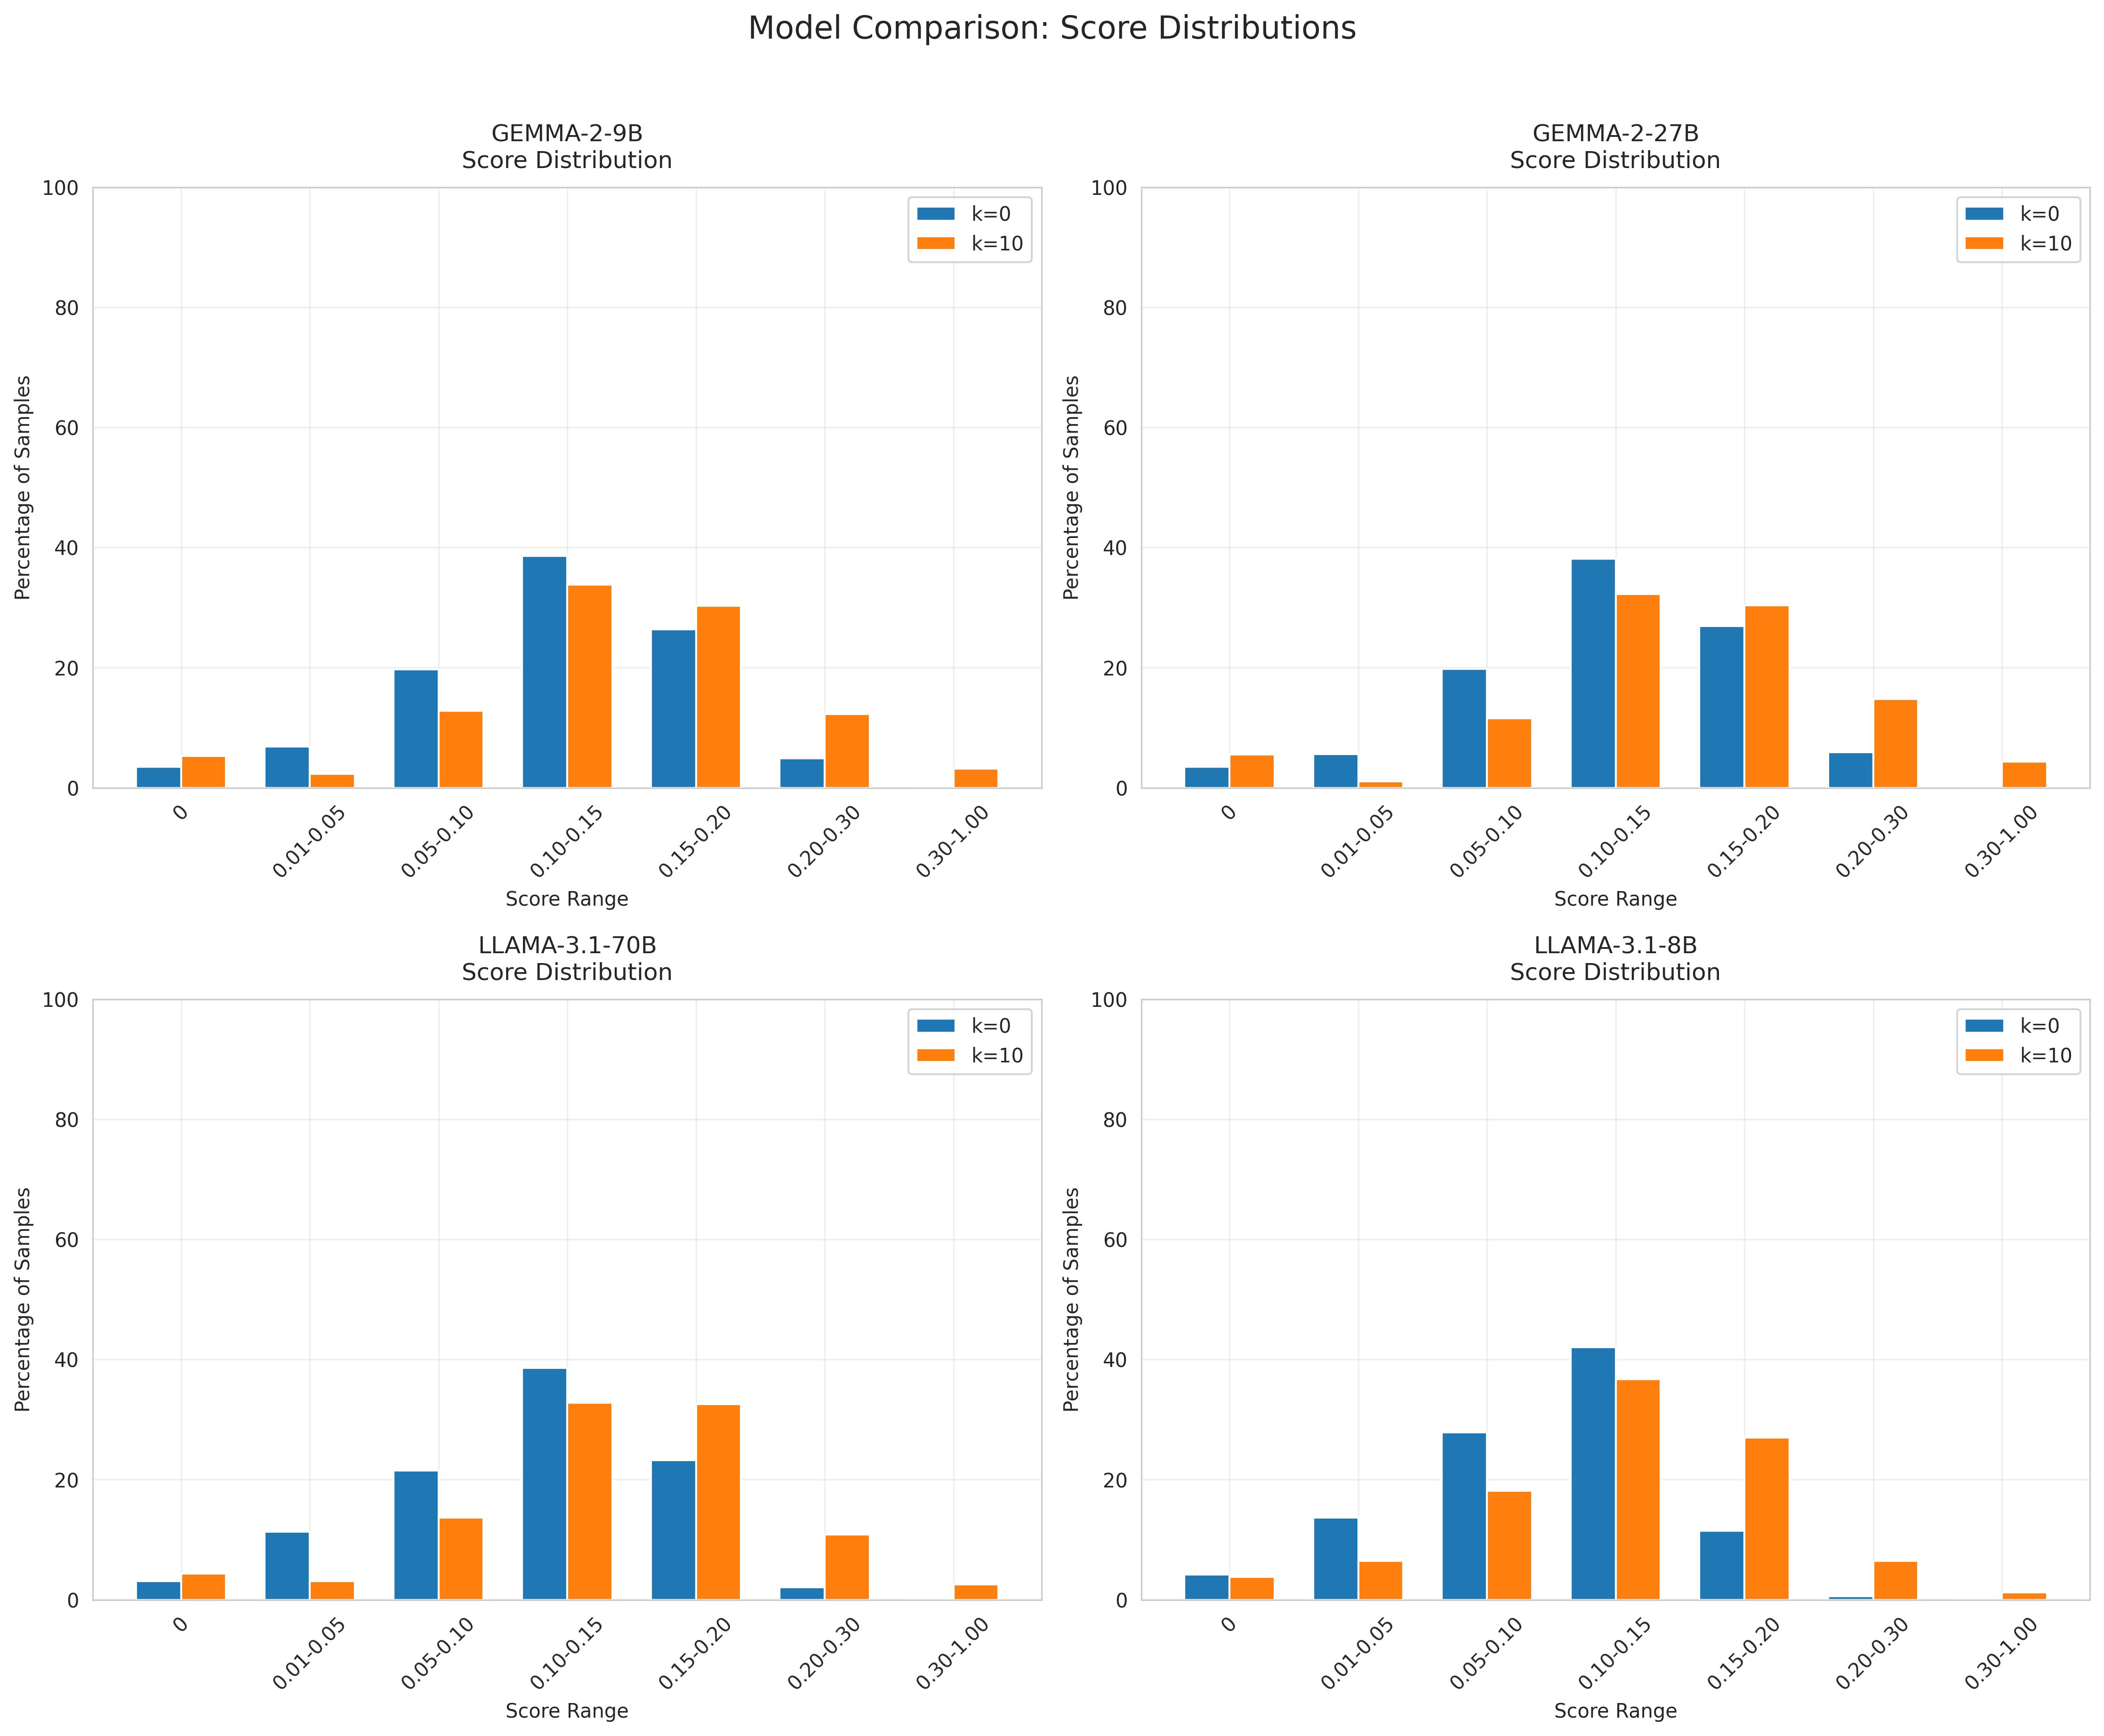 Model Comparison: Score Distributions
GEMMA-2-9B
Score Distribution
k=0
k=10
Percentage of Samples
100
80
60
40
20
0
0
0.01-0.05
0.05-0.10
0.10-0.15
0.15-0.20
0.20-0.30
0.30-1.00
Score Range
GEMMA-2-27B
Score Distribution
k=0
k=10
Percentage of Samples
100
80
60
40
20
0
0
0.01-0.05
0.05-0.10
0.10-0.15
0.15-0.20
0.20-0.30
0.30-1.00
Score Range
LLAMA-3.1-70B
Score Distribution
k=0
k=10
Percentage of Samples
100
80
60
40
20
0
0
0.01-0.05
0.05-0.10
0.10-0.15
0.15-0.20
0.20-0.30
0.30-1.00
Score Range
LLAMA-3.1-8B
Score Distribution
k=0
k=10
Percentage of Samples
100
80
60
40
20
0
0
0.01-0.05
0.05-0.10
0.10-0.15
0.15-0.20
0.20-0.30
0.30-1.00
Score Range